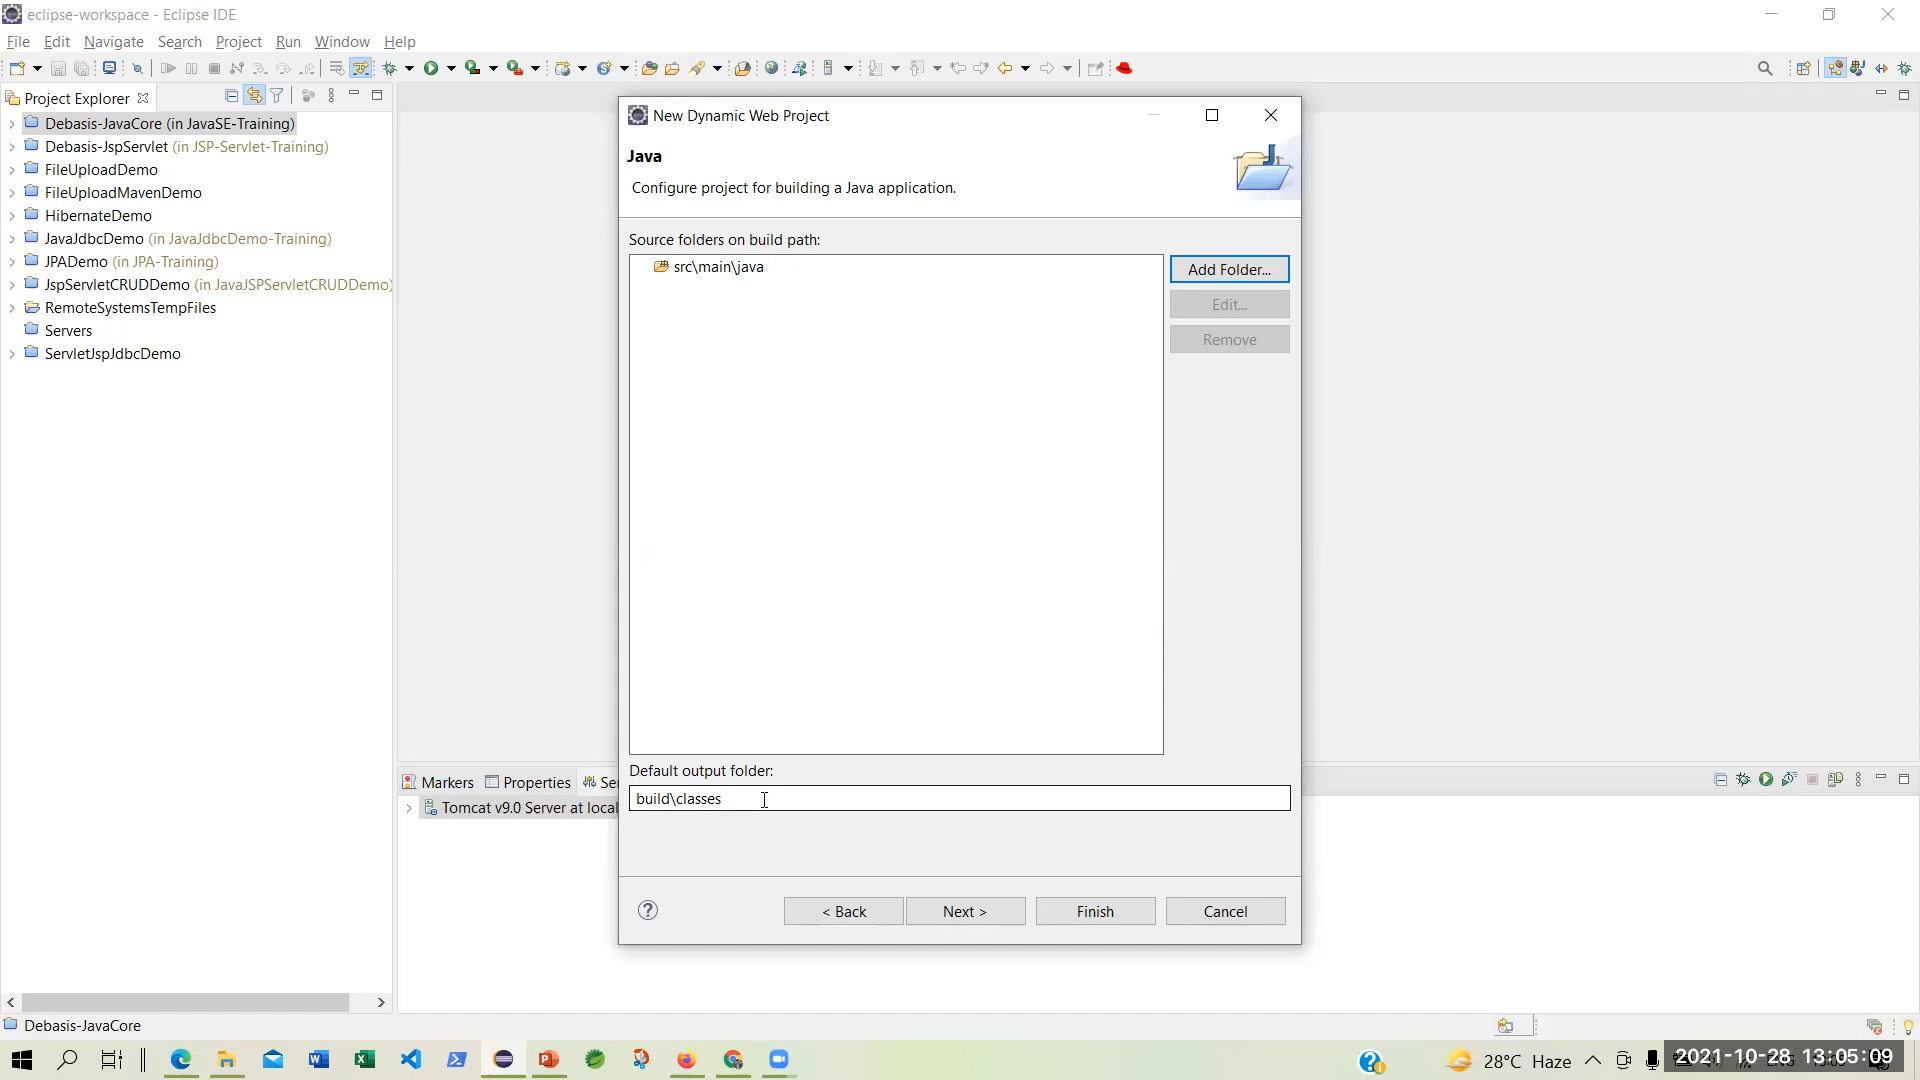 eclipse-workspace - Eclipse IDE
File Edit Navigate Search Project Run Window Help
Project Explorer
Debasis-JavaCore (in JavaSE-Training)
Debasis-JspServlet (in JSP-Servlet-Training)
FileUploadDemo
FileUploadMavenDemo
HibernateDemo
JavaJdbcDemo (in JavaJdbcDemo-Training)
JPADemo (in JPA-Training)
JspServletCRUDDemo (in JavaJSPServletCRUDDemo)
RemoteSystemsTempFiles
Servers
ServletJspJdbcDemo
New Dynamic Web Project
Java
Configure project for building a Java application.
Source folders on build path:
src\main\java
Add Folder...
Edit...
Remove
Default output folder:
build\classes
< Back Next > Finish Cancel
Markers Properties Se
Tomcat v9.0 Server at local
Debasis-JavaCore
28°C Haze
2021-10-28 13:05:09